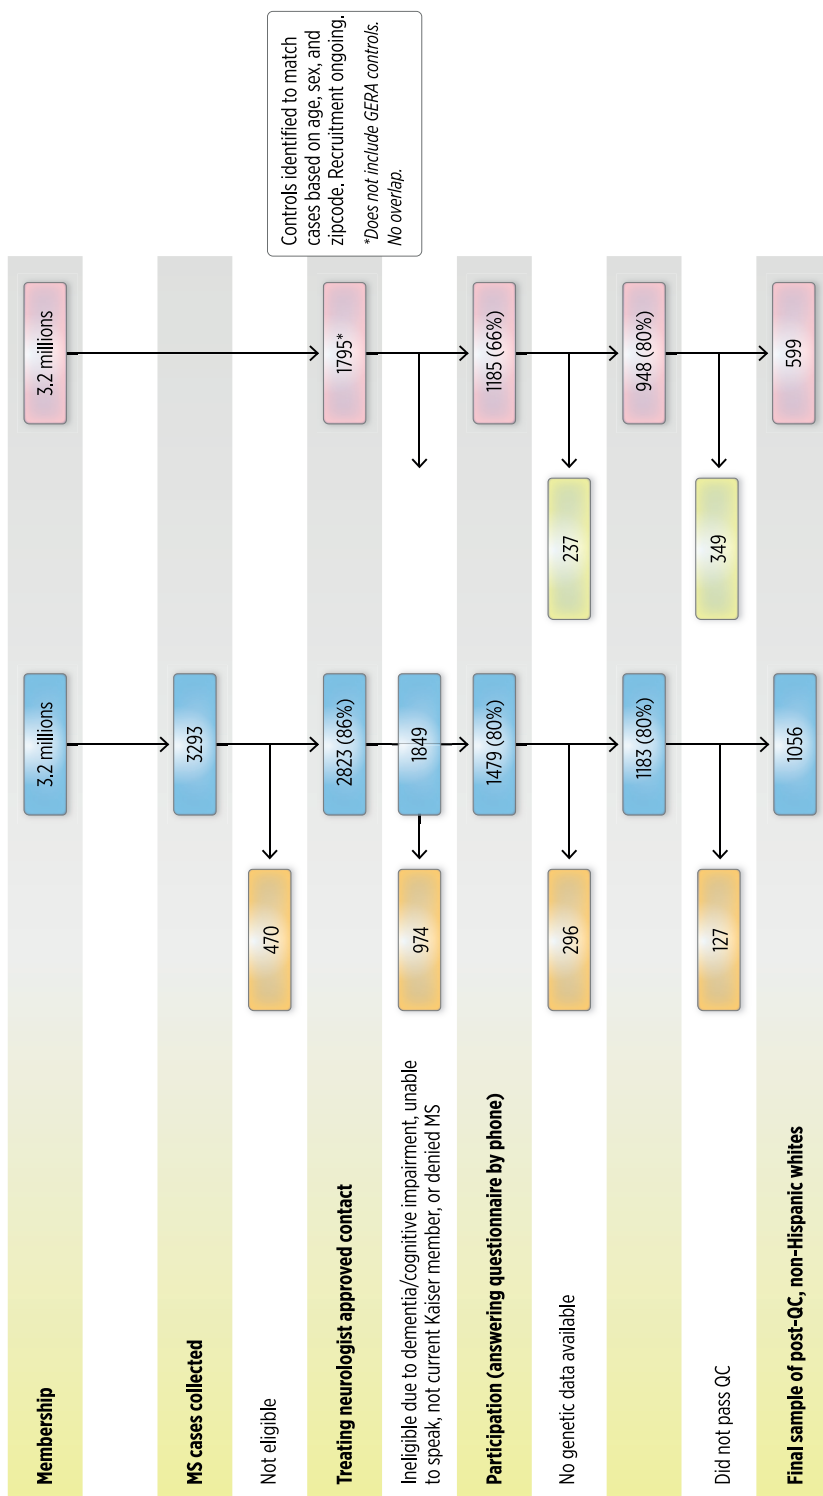 Membership
3.2 millions
3.2 millions
MS cases collected
3293
Not eligible
470
Treating neurologist approved contact
2823 (86%)
1795*
Controls identified to match
cases based on age, sex, and
zipcode. Recruitment ongoing.
*Does not include GERA controls.
No overlap.
Ineligible due to dementia/cognitive impairment, unable
to speak, not current Kaiser member, or denied MS
974
1849
Participation (answering questionnaire by phone)
1479 (80%)
1185 (66%)
No genetic data available
296
237
1183 (80%)
948 (80%)
Did not pass QC
127
349
Final sample of post-QC, non-Hispanic whites
1056
599